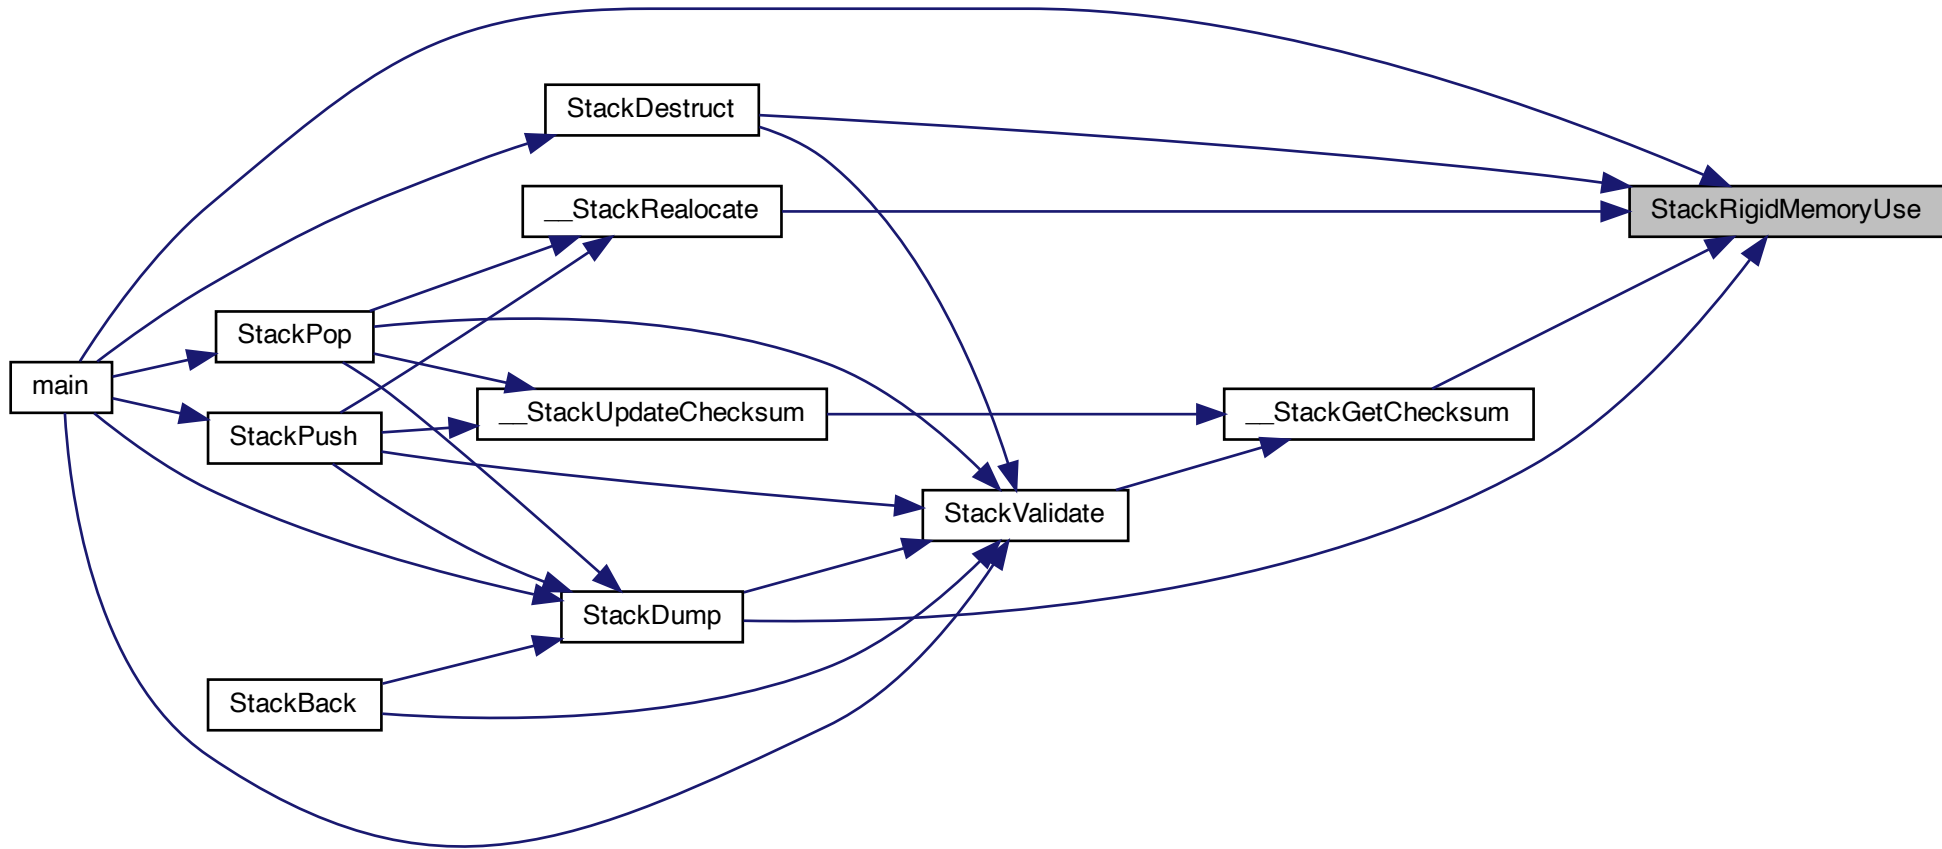 StackDestruct
__StackRealocate
StackRigidMemoryUse
StackPop
main
__StackUpdateChecksum
__StackGetChecksum
StackPush
StackValidate
StackDump
StackBack